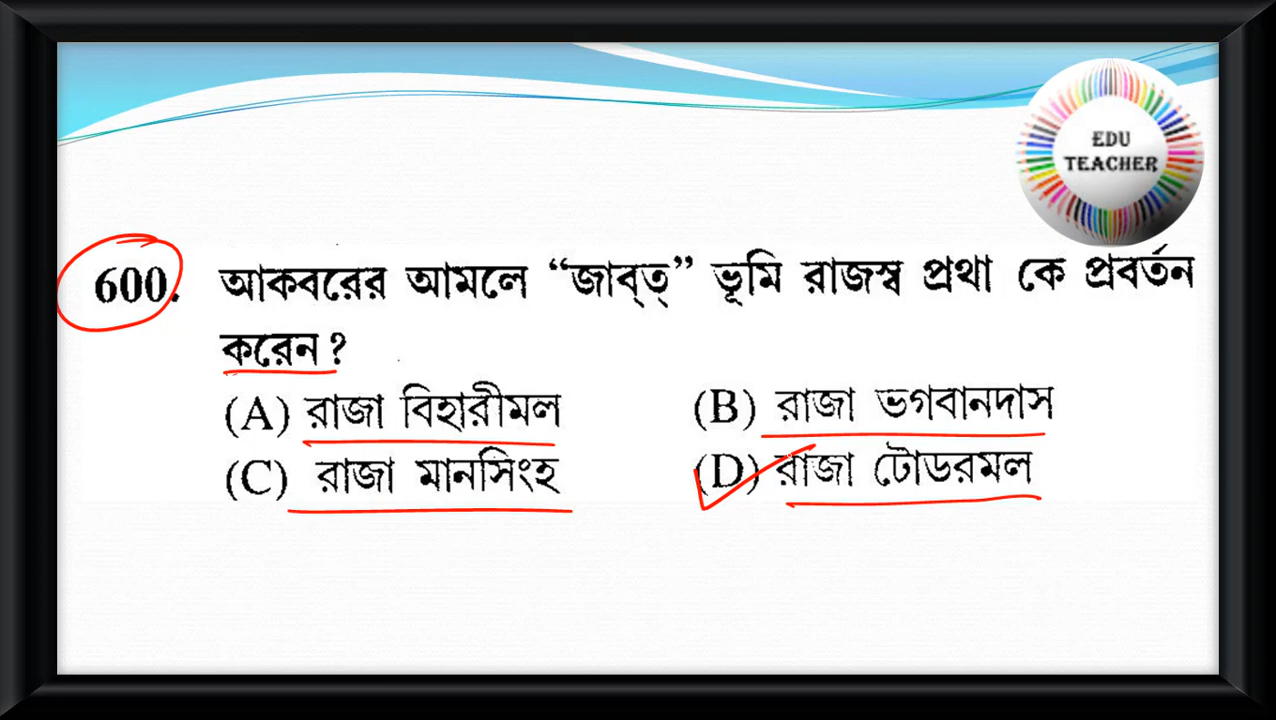 EDU
TEACHER
600. আকবরের আমলে “জাব্ত্” ভূমি রাজস্ব প্রথা কে প্রবর্তন
করেন ?
(A) রাজা বিহারীমল (B) রাজা ভগবানদাস
(C) রাজা মানসিংহ (D) রাজা টোডরমল